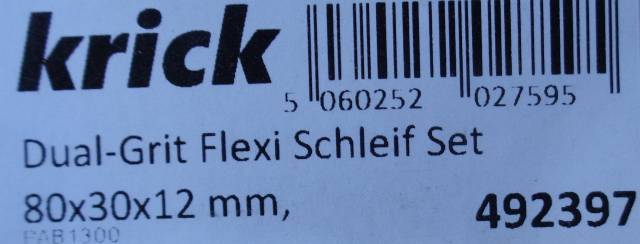 krick
5 060252 027595
Dual-Grit Flexi Schleif Set
80x30x12 mm,
492397
PAB1300